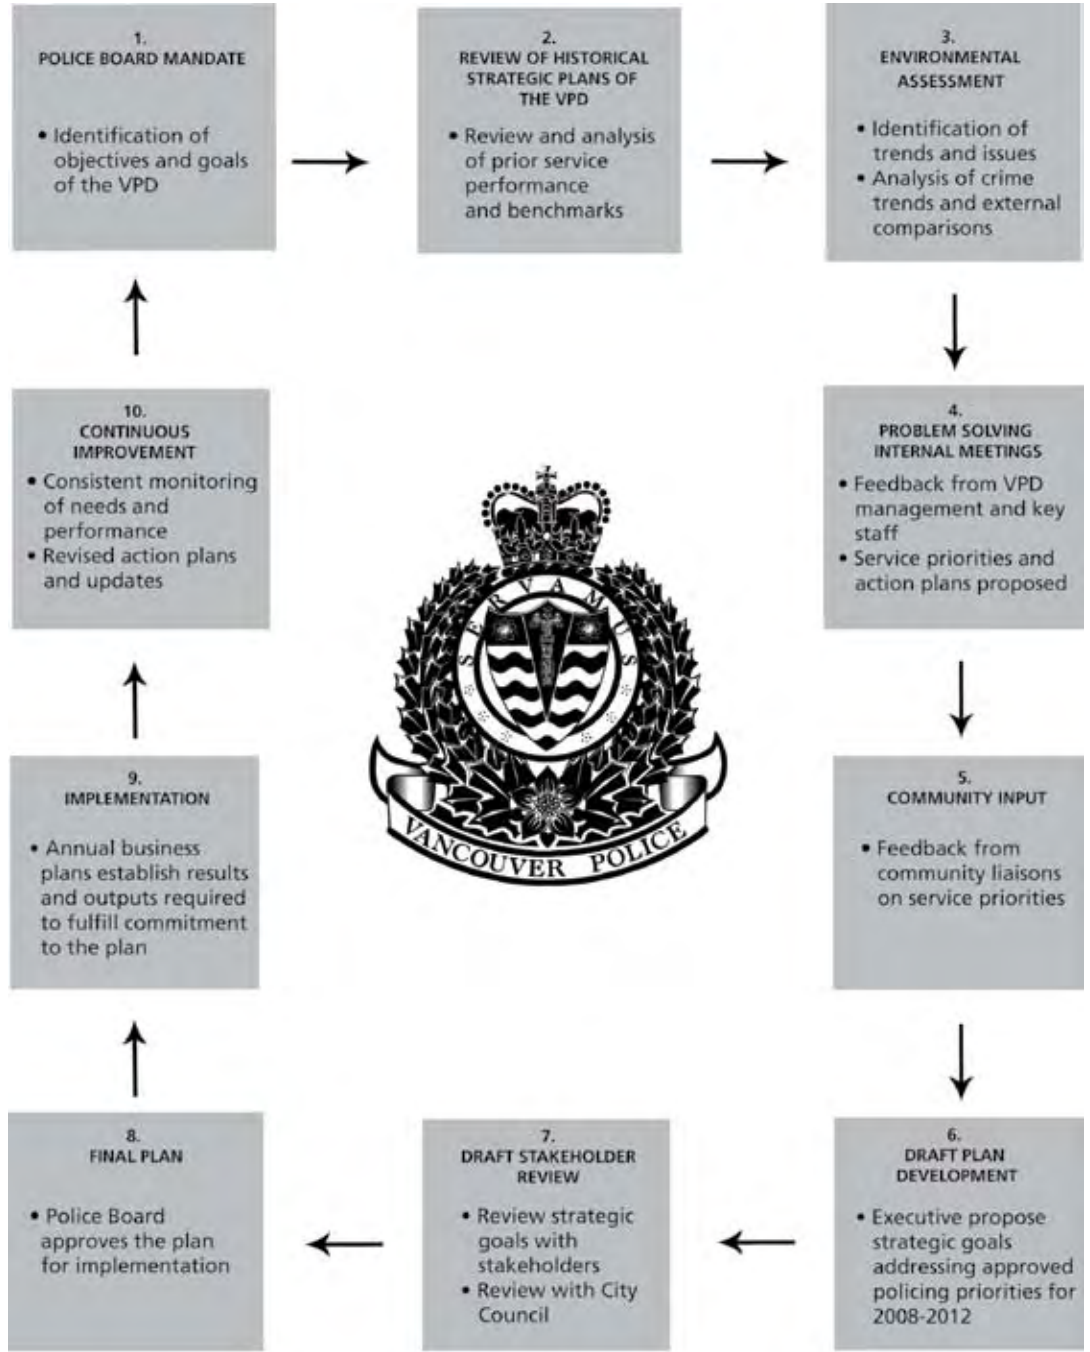 1.
POLICE BOARD MANDATE
• Identification of
objectives and goals
of the VPD
2.
REVIEW OF HISTORICAL
STRATEGIC PLANS OF
THE VPD
• Review and analysis
of prior service
performance
and benchmarks
3.
ENVIRONMENTAL
ASSESSMENT
• Identification of
trends and issues
• Analysis of crime
trends and external
comparisons
4.
PROBLEM SOLVING
INTERNAL MEETINGS
• Feedback from VPD
management and key
staff
• Service priorities and
action plans proposed
5.
COMMUNITY INPUT
• Feedback from
community liaisons
on service priorities
6.
DRAFT PLAN
DEVELOPMENT
• Executive propose
strategic goals
addressing approved
policing priorities for
2008-2012
7.
DRAFT STAKEHOLDER
REVIEW
• Review strategic
goals with
stakeholders
• Review with City
Council
8.
FINAL PLAN
• Police Board
approves the plan
for implementation
9.
IMPLEMENTATION
• Annual business
plans establish results
and outputs required
to fulfill commitment
to the plan
10.
CONTINUOUS
IMPROVEMENT
• Consistent monitoring
of needs and
performance
• Revised action plans
and updates
SERVAMUS
VANCOUVER POLICE